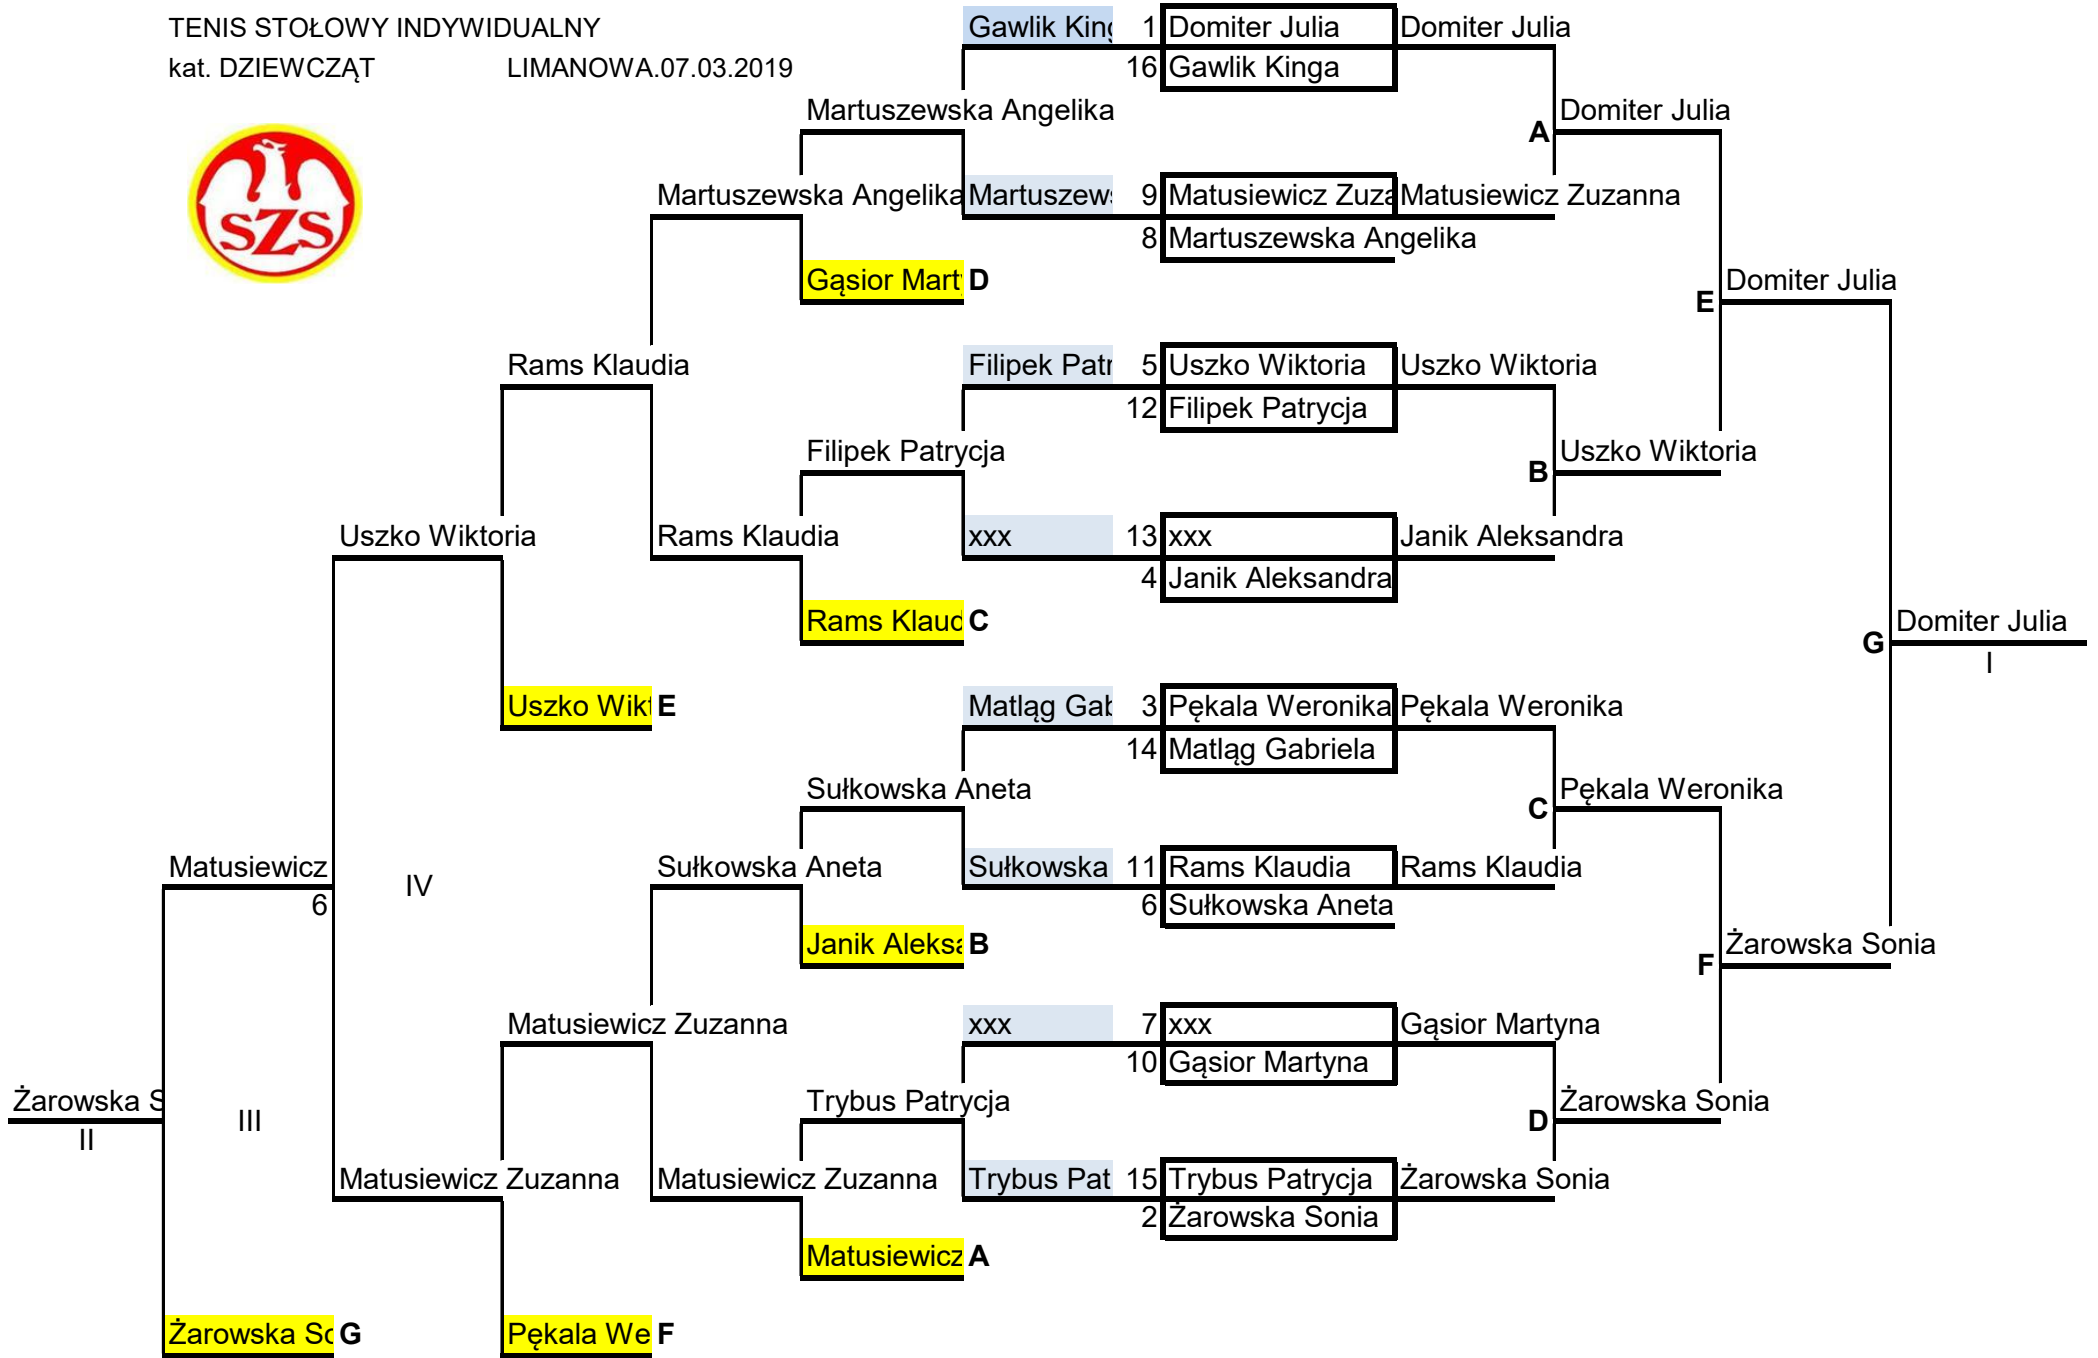 TENIS STOŁOWY INDYWIDUALNY
Gawlik King 1 Domiter Julia Domiter Julia
kat. DZIEWCZĄT LIMANOWA.07.03.2019
16 Gawlik Kinga
Martuszewska Angelika Domiter Julia
A
SZS
Martuszewska Angelika Martuszews 9 Matusiewicz Zuza Matusiewicz Zuzanna
8 Martuszewska Angelika
Gąsior Marty D Domiter Julia
E
Rams Klaudia Filipek Patr 5 Uszko Wiktoria Uszko Wiktoria
12 Filipek Patrycja
Filipek Patrycja Uszko Wiktoria
B
Uszko Wiktoria Rams Klaudia xxx 13 xxx Janik Aleksandra
4 Janik Aleksandra
Rams Klaud C Domiter Julia
G
I
Uszko Wikt E Matląg Gab 3 Pękala Weronika Pękala Weronika
14 Matląg Gabriela
Sułkowska Aneta Pękala Weronika
C
Matusiewicz IV Sułkowska Aneta Sułkowska 11 Rams Klaudia Rams Klaudia
6 6 Sułkowska Aneta
Janik Aleksa B Żarowska Sonia
F
Matusiewicz Zuzanna xxx 7 xxx Gąsior Martyna
10 Gąsior Martyna
Żarowska S III Trybus Patrycja Żarowska Sonia
II D
Matusiewicz Zuzanna Matusiewicz Zuzanna Trybus Pat 15 Trybus Patrycja Żarowska Sonia
2 Żarowska Sonia
Matusiewicz A
Żarowska So G Pękala We F